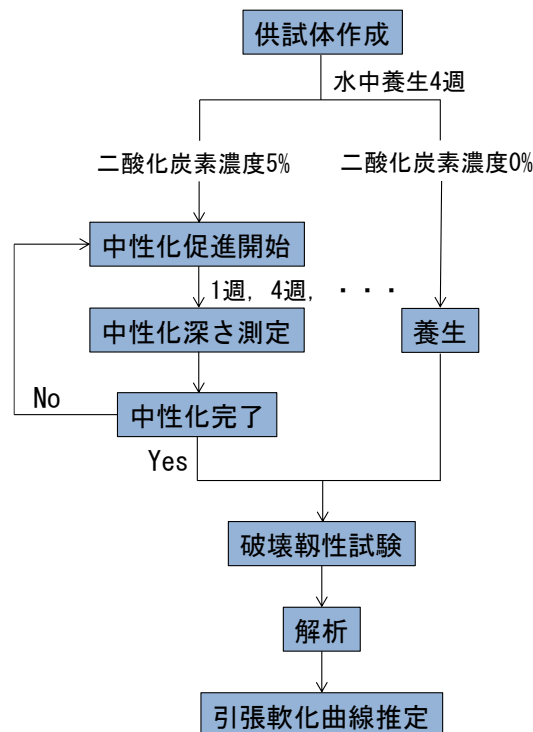 供試体作成
水中養生4週
二酸化炭素濃度5%
二酸化炭素濃度0%
中性化促進開始
1週, 4週, ・・・
中性化深さ測定
養生
No
中性化完了
Yes
破壊靱性試験
解析
引張軟化曲線推定